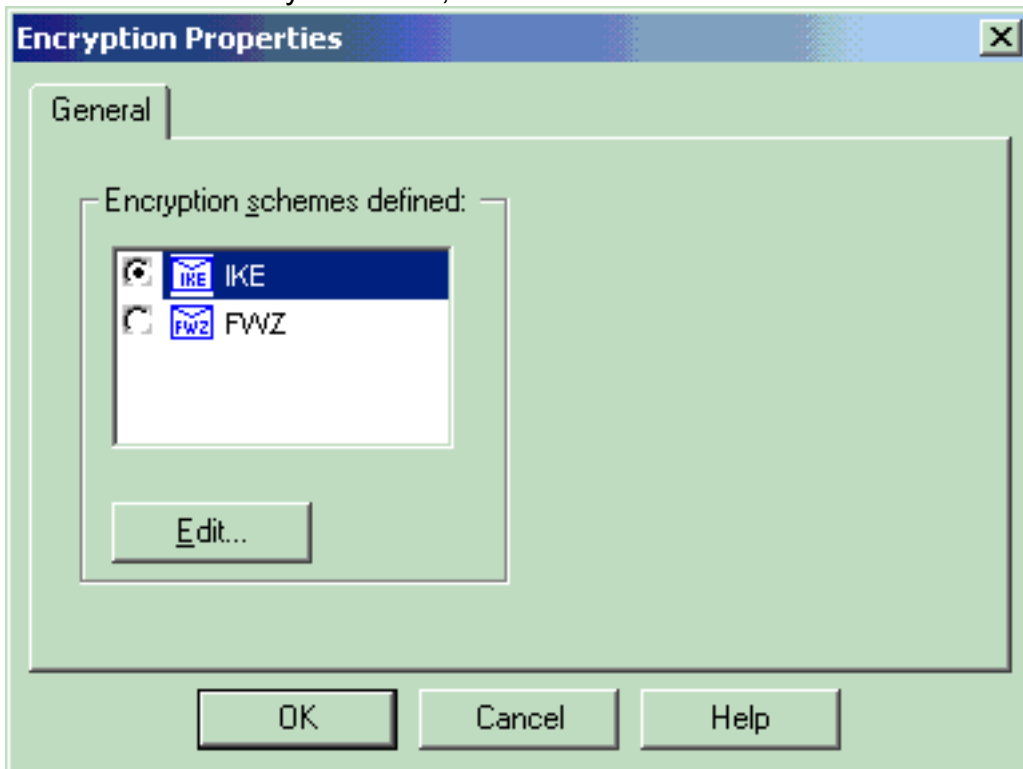 Encryption Properties
General
Encryption schemes defined:
IKE IKE
FWZ FWZ
Edit...
OK Cancel Help